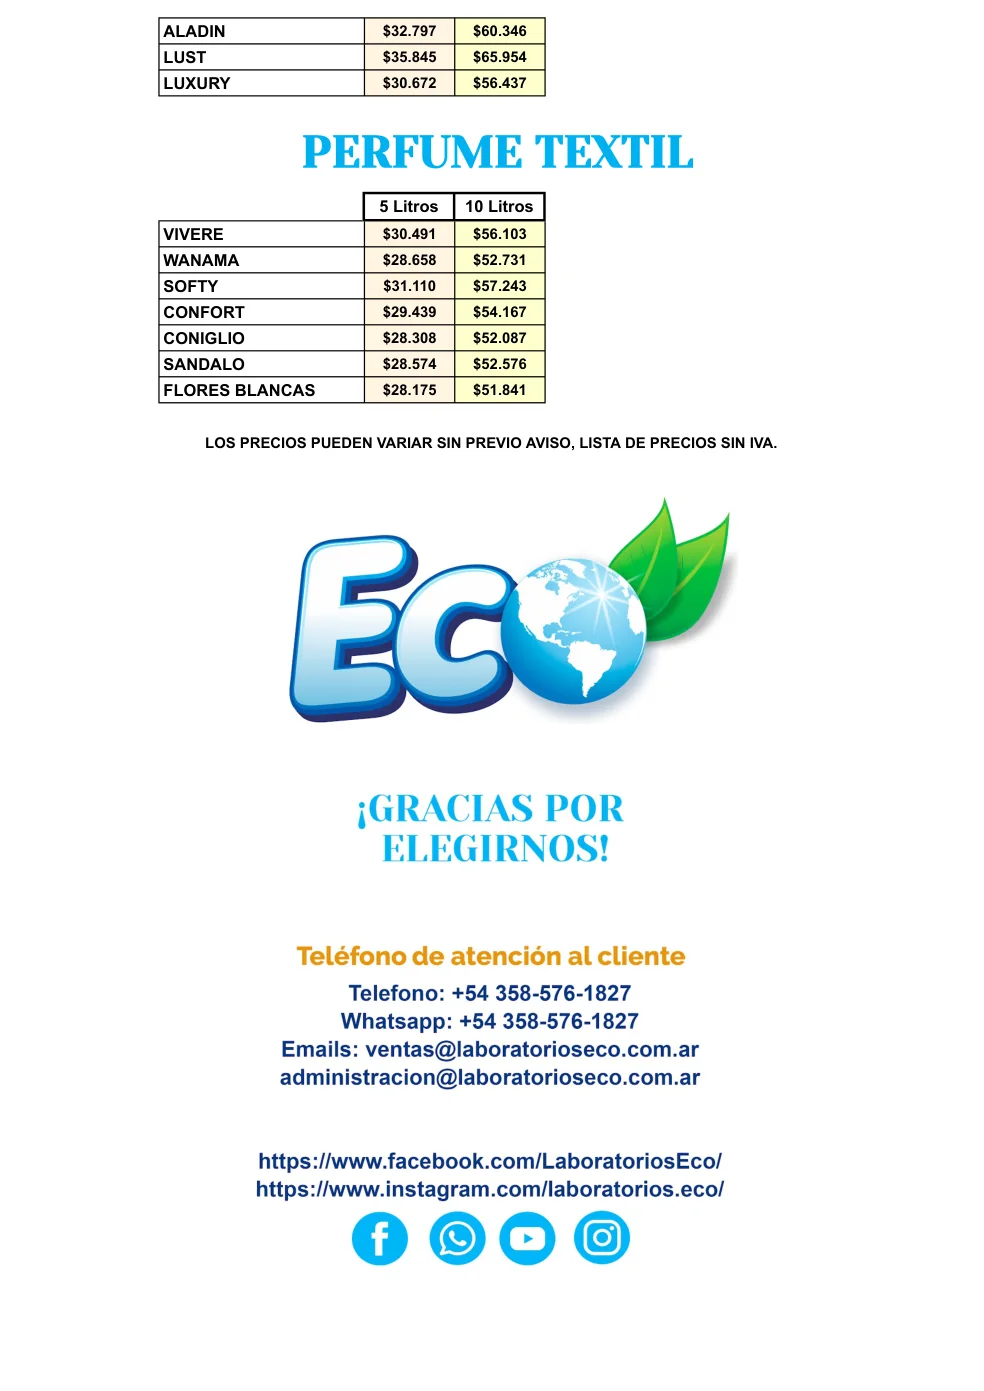 ALADIN $32.797 $60.346
LUST $35.845 $65.954
LUXURY $30.672 $56.437
PERFUME TEXTIL
5 Litros 10 Litros
VIVERE $30.491 $56.103
WANAMA $28.658 $52.731
SOFTY $31.110 $57.243
CONFORT $29.439 $54.167
CONIGLIO $28.308 $52.087
SANDALO $28.574 $52.576
FLORES BLANCAS $28.175 $51.841
LOS PRECIOS PUEDEN VARIAR SIN PREVIO AVISO, LISTA DE PRECIOS SIN IVA.
Eco
¡GRACIAS POR
ELEGIRNOS!
Teléfono de atención al cliente
Telefono: +54 358-576-1827
Whatsapp: +54 358-576-1827
Emails: ventas@laboratorioseco.com.ar
administracion@laboratorioseco.com.ar
https://www.facebook.com/LaboratoriosEco/
https://www.instagram.com/laboratorios.eco/